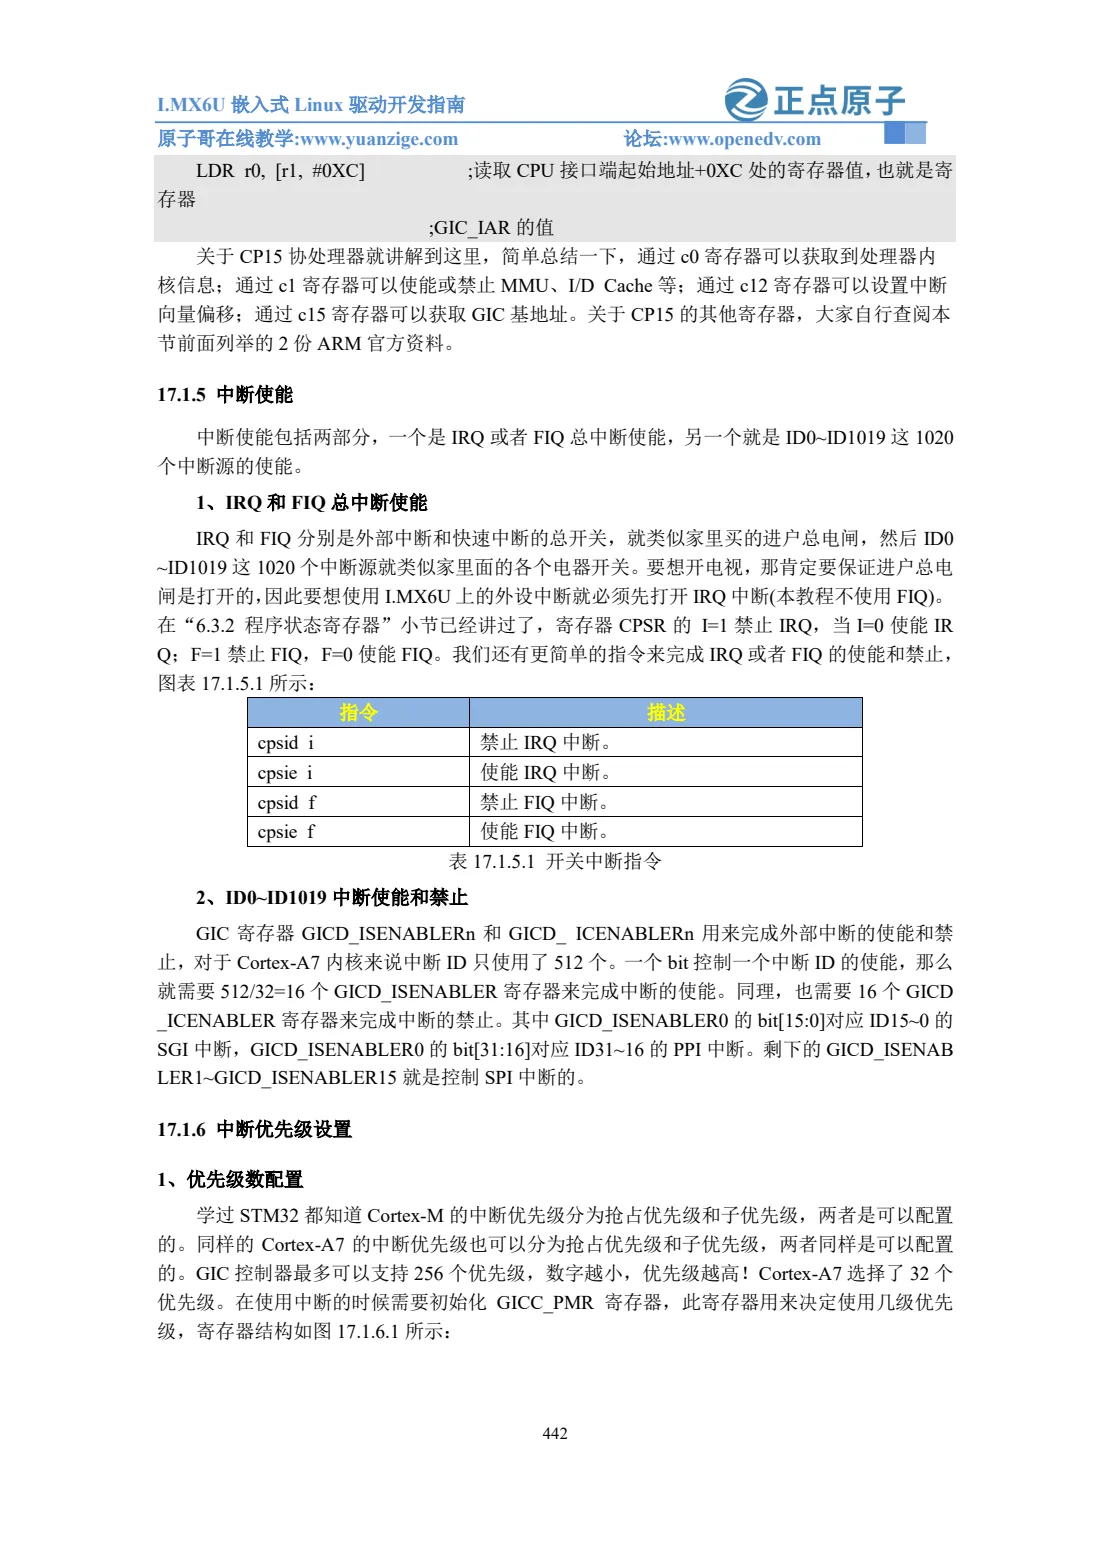 I.MX6U 嵌入式 Linux 驱动开发指南
正点原子
原子哥在线教学:www.yuanzige.com 论坛:www.openedv.com
LDR r0, [r1, #0XC] ;读取 CPU 接口端起始地址+0XC 处的寄存器值，也就是寄
存器
;GIC_IAR 的值
关于 CP15 协处理器就讲解到这里，简单总结一下，通过 c0 寄存器可以获取到处理器内
核信息；通过 c1 寄存器可以使能或禁止 MMU、I/D Cache 等；通过 c12 寄存器可以设置中断
向量偏移；通过 c15 寄存器可以获取 GIC 基地址。关于 CP15 的其他寄存器，大家自行查阅本
节前面列举的 2 份 ARM 官方资料。
17.1.5 中断使能
中断使能包括两部分，一个是 IRQ 或者 FIQ 总中断使能，另一个就是 ID0~ID1019 这 1020
个中断源的使能。
1、IRQ 和 FIQ 总中断使能
IRQ 和 FIQ 分别是外部中断和快速中断的总开关，就类似家里买的进户总电闸，然后 ID0
~ID1019 这 1020 个中断源就类似家里面的各个电器开关。要想开电视，那肯定要保证进户总电
闸是打开的，因此要想使用 I.MX6U 上的外设中断就必须先打开 IRQ 中断(本教程不使用 FIQ)。
在“6.3.2 程序状态寄存器”小节已经讲过了，寄存器 CPSR 的 I=1 禁止 IRQ，当 I=0 使能 IR
Q；F=1 禁止 FIQ，F=0 使能 FIQ。我们还有更简单的指令来完成 IRQ 或者 FIQ 的使能和禁止，
图表 17.1.5.1 所示：
指令 描述
cpsid i 禁止 IRQ 中断。
cpsie i 使能 IRQ 中断。
cpsid f 禁止 FIQ 中断。
cpsie f 使能 FIQ 中断。
表 17.1.5.1 开关中断指令
2、ID0~ID1019 中断使能和禁止
GIC 寄存器 GICD_ISENABLERn 和 GICD_ ICENABLERn 用来完成外部中断的使能和禁
止，对于 Cortex-A7 内核来说中断 ID 只使用了 512 个。一个 bit 控制一个中断 ID 的使能，那么
就需要 512/32=16 个 GICD_ISENABLER 寄存器来完成中断的使能。同理，也需要 16 个 GICD
_ICENABLER 寄存器来完成中断的禁止。其中 GICD_ISENABLER0 的 bit[15:0]对应 ID15~0 的
SGI 中断，GICD_ISENABLER0 的 bit[31:16]对应 ID31~16 的 PPI 中断。剩下的 GICD_ISENAB
LER1~GICD_ISENABLER15 就是控制 SPI 中断的。
17.1.6 中断优先级设置
1、优先级数配置
学过 STM32 都知道 Cortex-M 的中断优先级分为抢占优先级和子优先级，两者是可以配置
的。同样的 Cortex-A7 的中断优先级也可以分为抢占优先级和子优先级，两者同样是可以配置
的。GIC 控制器最多可以支持 256 个优先级，数字越小，优先级越高！Cortex-A7 选择了 32 个
优先级。在使用中断的时候需要初始化 GICC_PMR 寄存器，此寄存器用来决定使用几级优先
级，寄存器结构如图 17.1.6.1 所示：
442